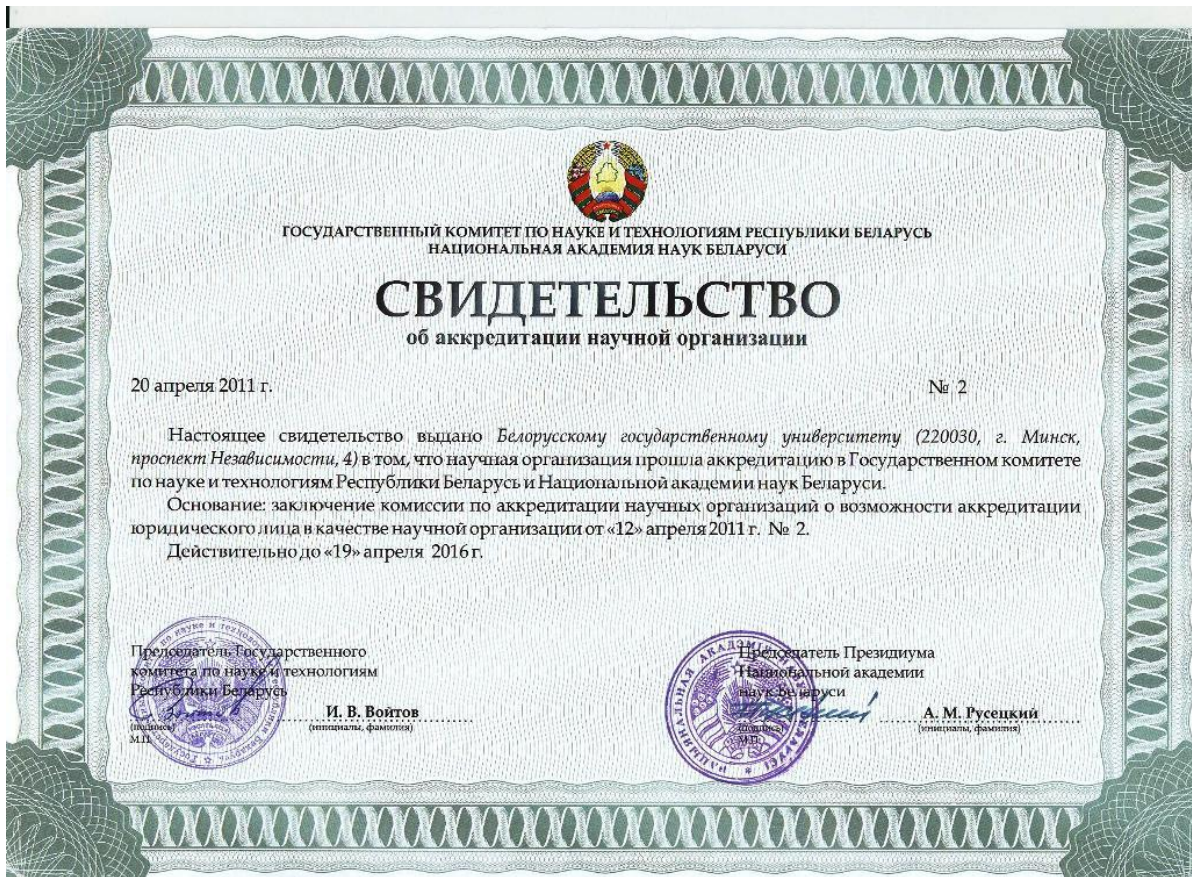 ГОСУДАРСТВЕННЫЙ КОМИТЕТ ПО НАУКЕ И ТЕХНОЛОГИЯМ РЕСПУБЛИКИ БЕЛАРУСЬ
НАЦИОНАЛЬНАЯ АКАДЕМИЯ НАУК БЕЛАРУСИ
СВИДЕТЕЛЬСТВО
об аккредитации научной организации
20 апреля 2011 г.
№ 2
Настоящее свидетельство выдано Белорусскому государственному университету (220030, г. Минск,
проспект Независимости, 4) в том, что научная организация прошла аккредитацию в Государственном комитете
по науке и технологиям Республики Беларусь и Национальной академии наук Беларуси.
Основание: заключение комиссии по аккредитации научных организаций о возможности аккредитации
юридического лица в качестве научной организации от «12» апреля 2011 г. № 2.
Действительно до «19» апреля 2016 г.
Председатель Государственного
комитета по науке и технологиям
Республики Беларусь
И. В. Войтов
(подпись)
(инициалы, фамилия)
М.П.
Председатель Президиума
Национальной академии
наук Беларуси
А. М. Русецкий
(подпись)
(инициалы, фамилия)
М.П.